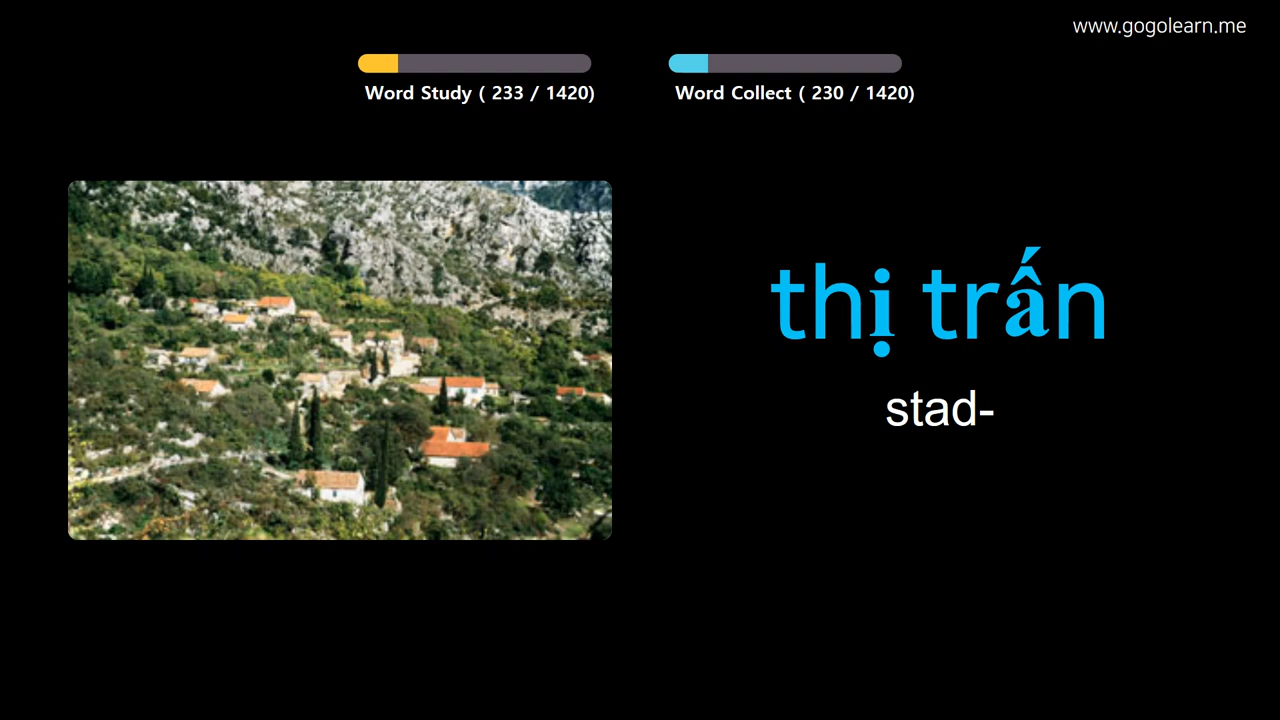 www.gogolearn.me
Word Study ( 233 / 1420)
Word Collect ( 230 / 1420)
thị trấn
stad-